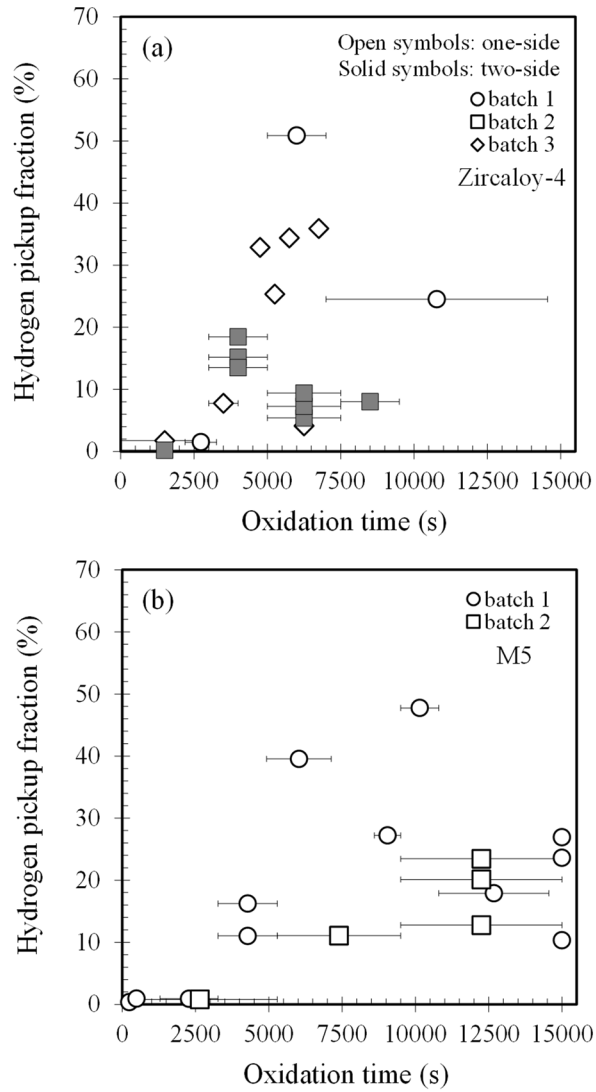 70
(a)
Open symbols: one-side
Solid symbols: two-side
60
batch 1
batch 2
batch 3
50
Zircaloy-4
40
30
20
10
0
Hydrogen pickup fraction (%)
0 2500 5000 7500 10000 12500 15000
Oxidation time (s)
70
(b)
batch 1
batch 2
60
M5
50
40
30
20
10
0
Hydrogen pickup fraction (%)
0 2500 5000 7500 10000 12500 15000
Oxidation time (s)